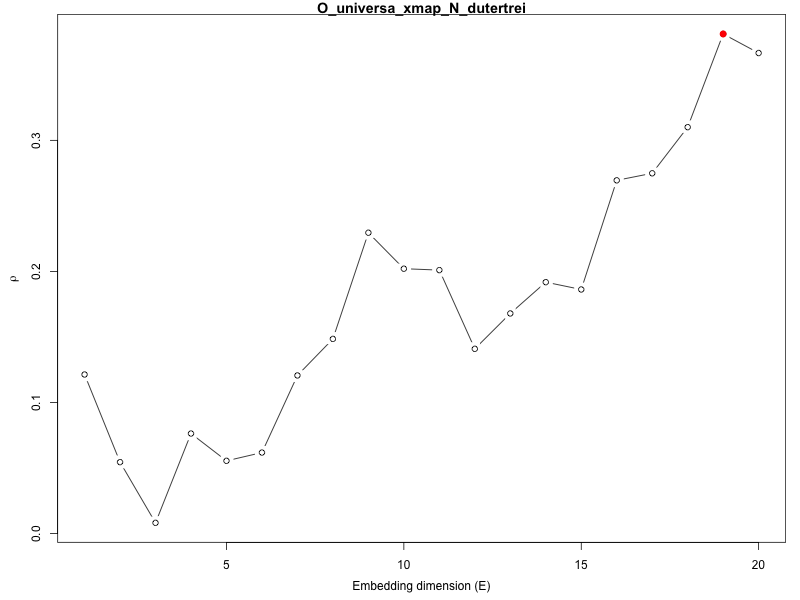 O_universa_xmap_N_dutertrei
0.3
0.2
ρ
0.1
0.0
5 10 15 20
Embedding dimension (E)